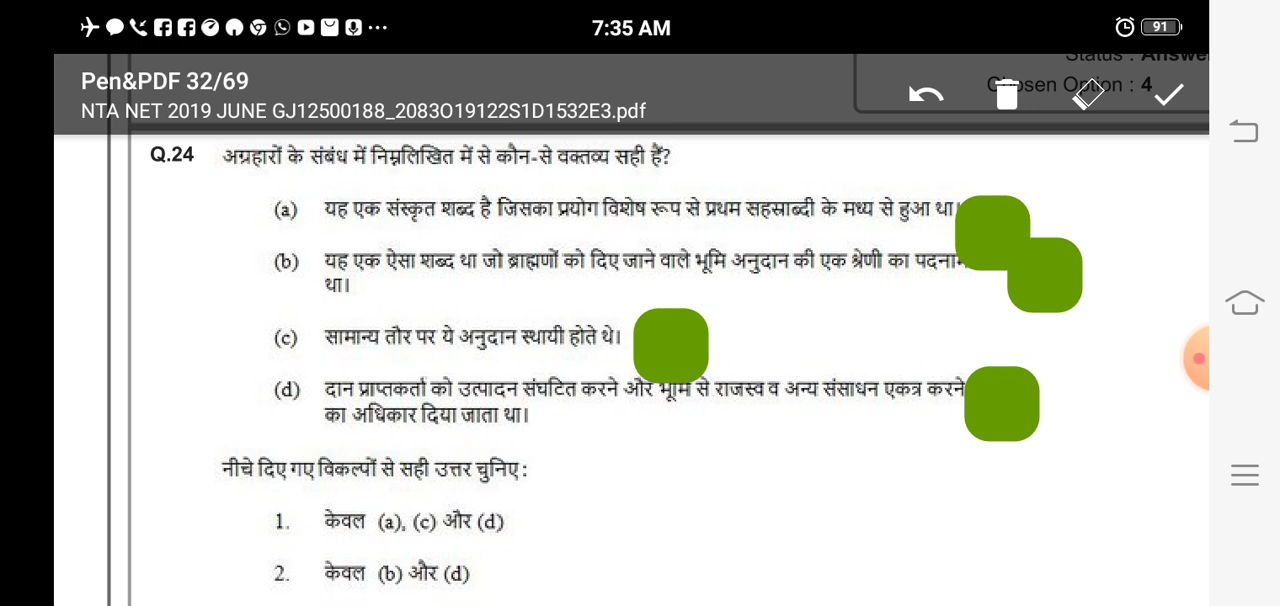 7:35 AM
91
Pen&PDF 32/69
NTA NET 2019 JUNE GJ12500188_2083O19122S1D1532E3.pdf
Status : Answe
Chosen Option : 4
Q.24 अग्रहारों के संबंध में निम्नलिखित में से कौन-से वक्तव्य सही हैं?
(a) यह एक संस्कृत शब्द है जिसका प्रयोग विशेष रूप से प्रथम सहस्राब्दी के मध्य से हुआ था।
(b) यह एक ऐसा शब्द था जो ब्राह्मणों को दिए जाने वाले भूमि अनुदान की एक श्रेणी का पदनाम
था।
(c) सामान्य तौर पर ये अनुदान स्थायी होते थे।
(d) दान प्राप्तकर्ता को उत्पादन संघटित करने और भूमि से राजस्व व अन्य संसाधन एकत्र करने
का अधिकार दिया जाता था।
नीचे दिए गए विकल्पों से सही उत्तर चुनिए :
1. केवल (a), (c) और (d)
2. केवल (b) और (d)